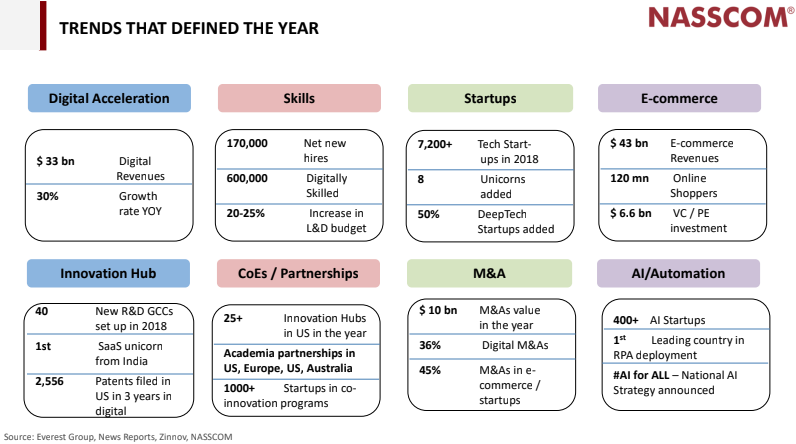 TRENDS THAT DEFINED THE YEAR
NASSCOM®
Digital Acceleration
$ 33 bn Digital
Revenues
30% Growth
rate YOY
Skills
170,000 Net new
hires
600,000 Digitally
Skilled
20-25% Increase in
L&D budget
Startups
7,200+ Tech Start-
ups in 2018
8 Unicorns
added
50% DeepTech
Startups added
E-commerce
$ 43 bn E-commerce
Revenues
120 mn Online
Shoppers
$ 6.6 bn VC / PE
investment
Innovation Hub
40 New R&D GCCs
set up in 2018
1st SaaS unicorn
from India
2,556 Patents filed in
US in 3 years in
digital
CoEs / Partnerships
25+ Innovation Hubs
in US in the year
Academia partnerships in
US, Europe, US, Australia
1000+ Startups in co-
innovation programs
M&A
$ 10 bn M&As value
in the year
36% Digital M&As
45% M&As in e-
commerce /
startups
AI/Automation
400+ AI Startups
1st Leading country in
RPA deployment
#AI for ALL – National AI
Strategy announced
Source: Everest Group, News Reports, Zinnov, NASSCOM